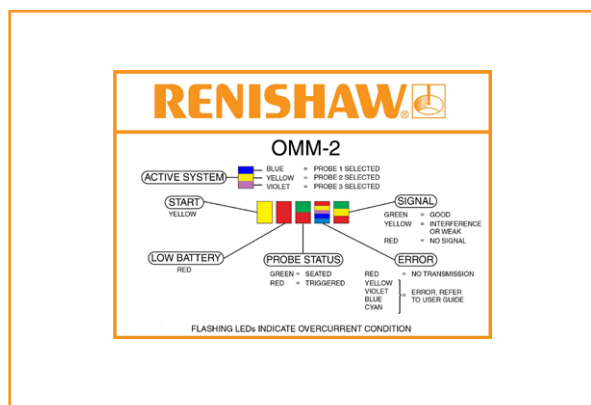 RENISHAW®
OMM-2
ACTIVE SYSTEM
BLUE = PROBE 1 SELECTED
YELLOW = PROBE 2 SELECTED
VIOLET = PROBE 3 SELECTED
START
YELLOW
SIGNAL
GREEN = GOOD
YELLOW = INTERFERENCE
OR WEAK
RED = NO SIGNAL
LOW BATTERY
RED
PROBE STATUS
GREEN = SEATED
RED = TRIGGERED
ERROR
RED = NO TRANSMISSION
YELLOW
VIOLET
BLUE
CYAN
= ERROR, REFER
TO USER GUIDE
FLASHING LEDs INDICATE OVERCURRENT CONDITION